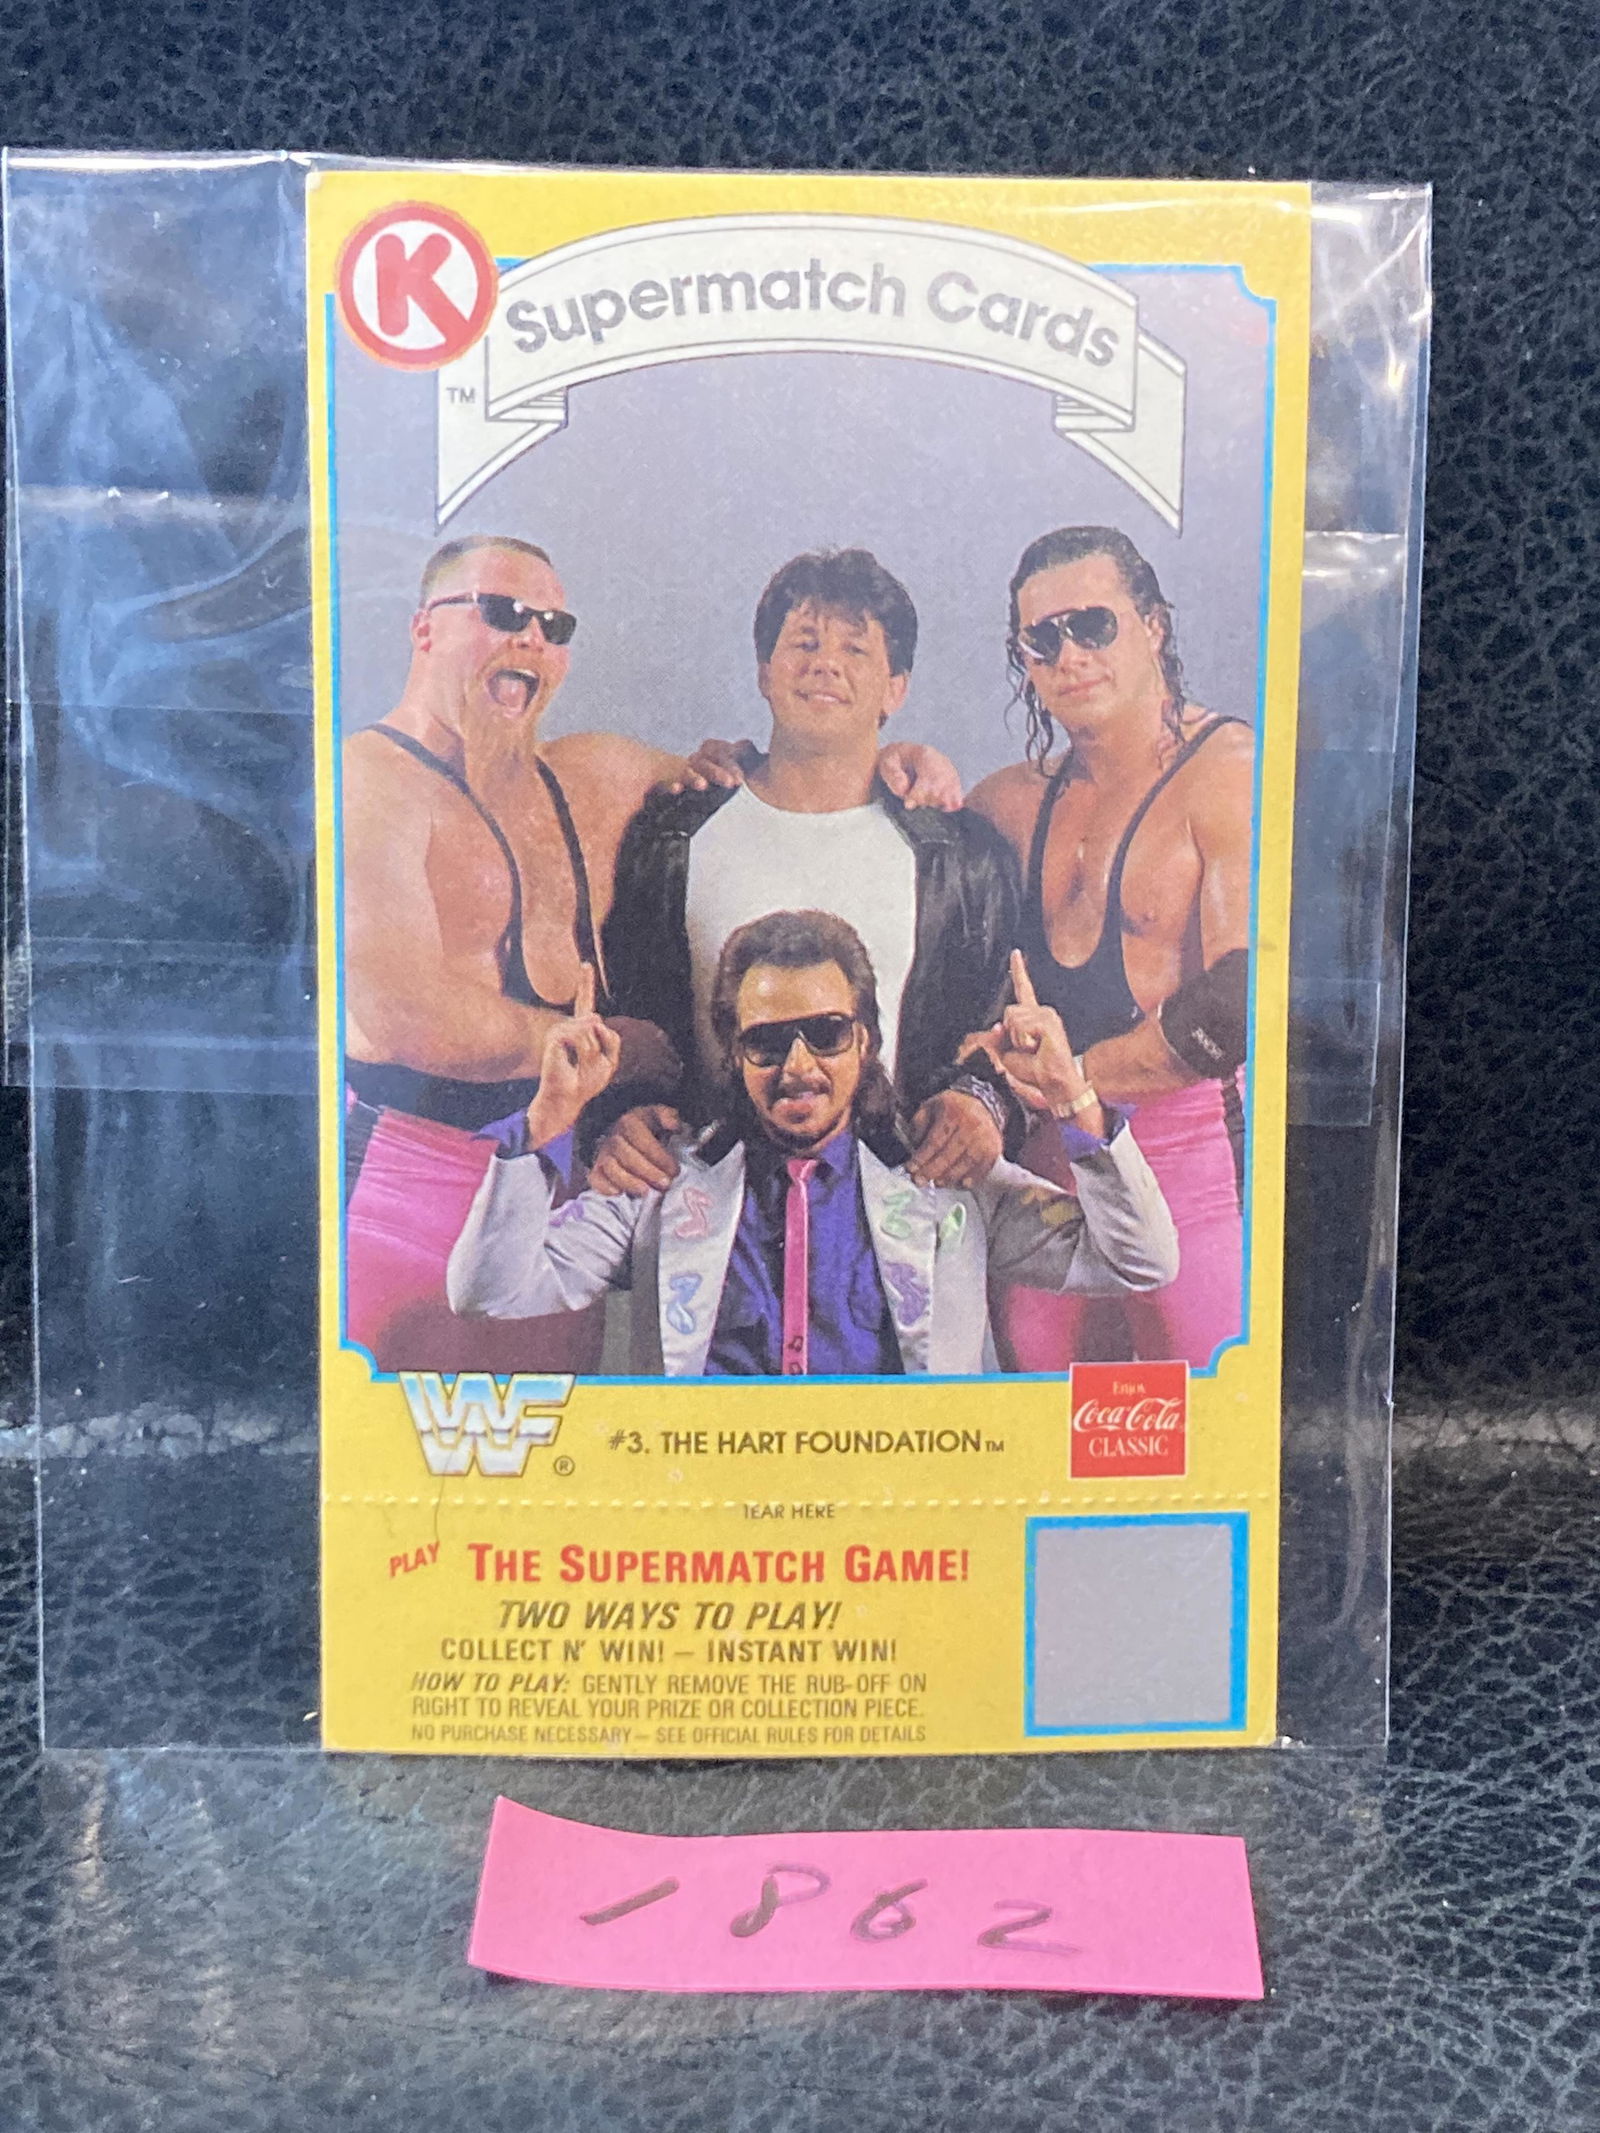 K
Supermatch Cards
TM
WF
®
#3. THE HART FOUNDATION™
Enjoy
Coca-Cola
CLASSIC
TEAR HERE
PLAY THE SUPERMATCH GAME!
TWO WAYS TO PLAY!
COLLECT N' WIN! — INSTANT WIN!
HOW TO PLAY: GENTLY REMOVE THE RUB-OFF ON
RIGHT TO REVEAL YOUR PRIZE OR COLLECTION PIECE.
NO PURCHASE NECESSARY— SEE OFFICIAL RULES FOR DETAILS
1862